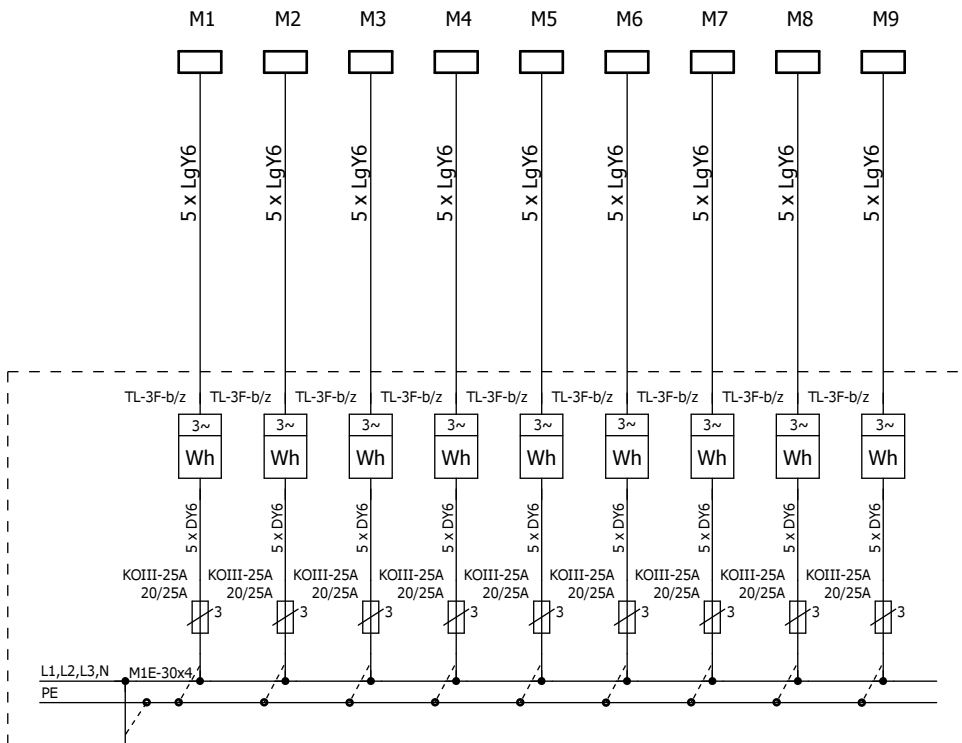 M1 M2 M3 M4 M5 M6 M7 M8 M9
5 x LgY6 5 x LgY6 5 x LgY6 5 x LgY6 5 x LgY6 5 x LgY6 5 x LgY6 5 x LgY6 5 x LgY6
TL-3F-b/z TL-3F-b/z TL-3F-b/z TL-3F-b/z TL-3F-b/z TL-3F-b/z TL-3F-b/z TL-3F-b/z TL-3F-b/z
3~ 3~ 3~ 3~ 3~ 3~ 3~ 3~ 3~
Wh Wh Wh Wh Wh Wh Wh Wh Wh
5 x DY6 5 x DY6 5 x DY6 5 x DY6 5 x DY6 5 x DY6 5 x DY6 5 x DY6 5 x DY6
KOIII-25A KOIII-25A KOIII-25A KOIII-25A KOIII-25A KOIII-25A KOIII-25A KOIII-25A KOIII-25A
20/25A 20/25A 20/25A 20/25A 20/25A 20/25A 20/25A 20/25A 20/25A
3 3 3 3 3 3 3 3 3
L1,L2,L3,N M1E-30x4
PE